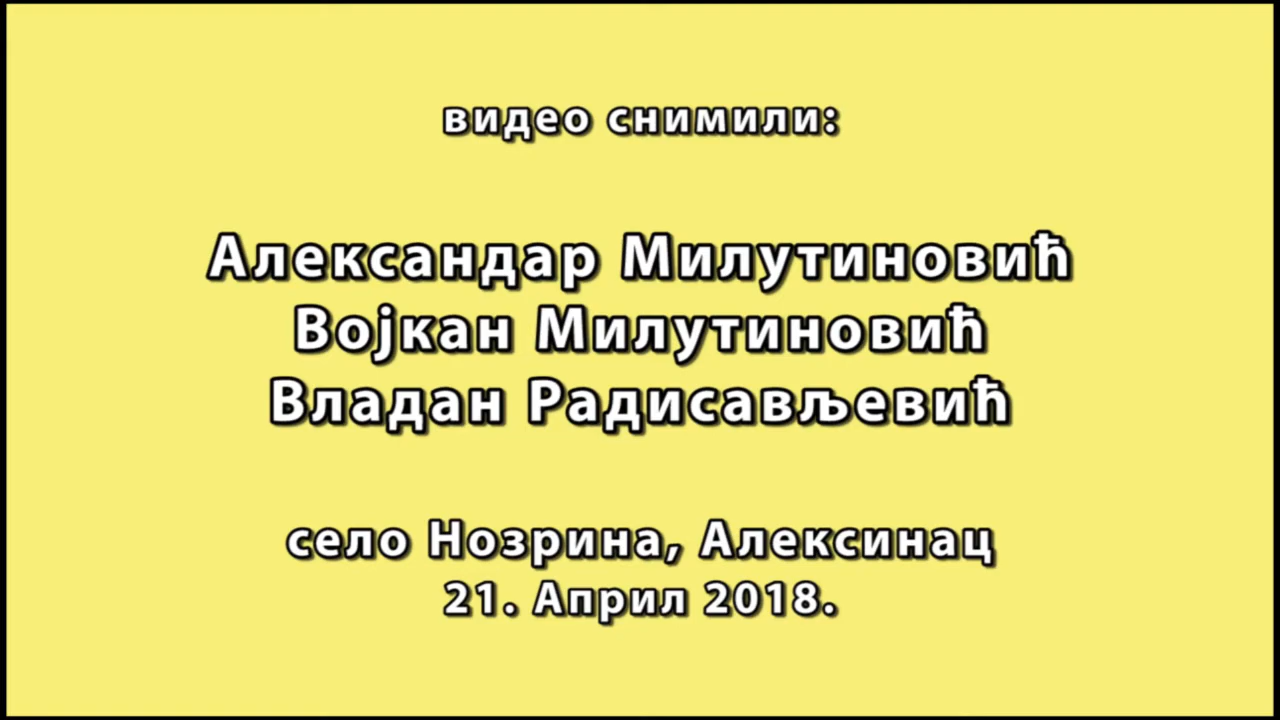 видео снимили:
Александар Милутиновић
Војкан Милутиновић
Владан Радисављевић
село Нозрина, Алексинац
21. Април 2018.